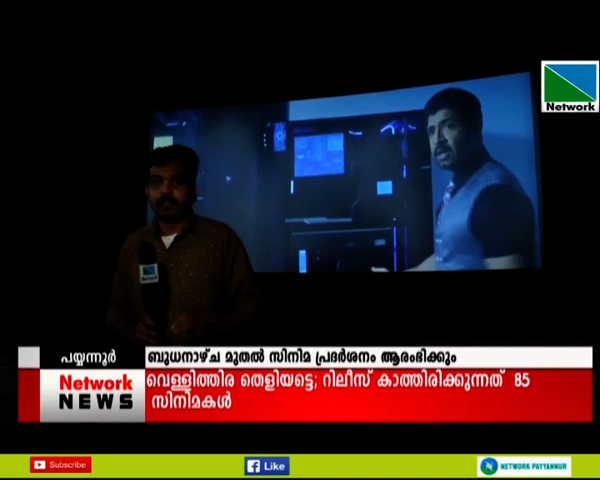 Network
പയ്യന്നൂർ
ബുധനാഴ്ച മുതൽ സിനിമ പ്രദർശനം ആരംഭിക്കും
Network
NEWS
വെള്ളിത്തിര തെളിയട്ടെ; റിലീസ് കാത്തിരിക്കുന്നത് 85
സിനിമകൾ
Subscribe
Like
NETWORK PAYYANNUR